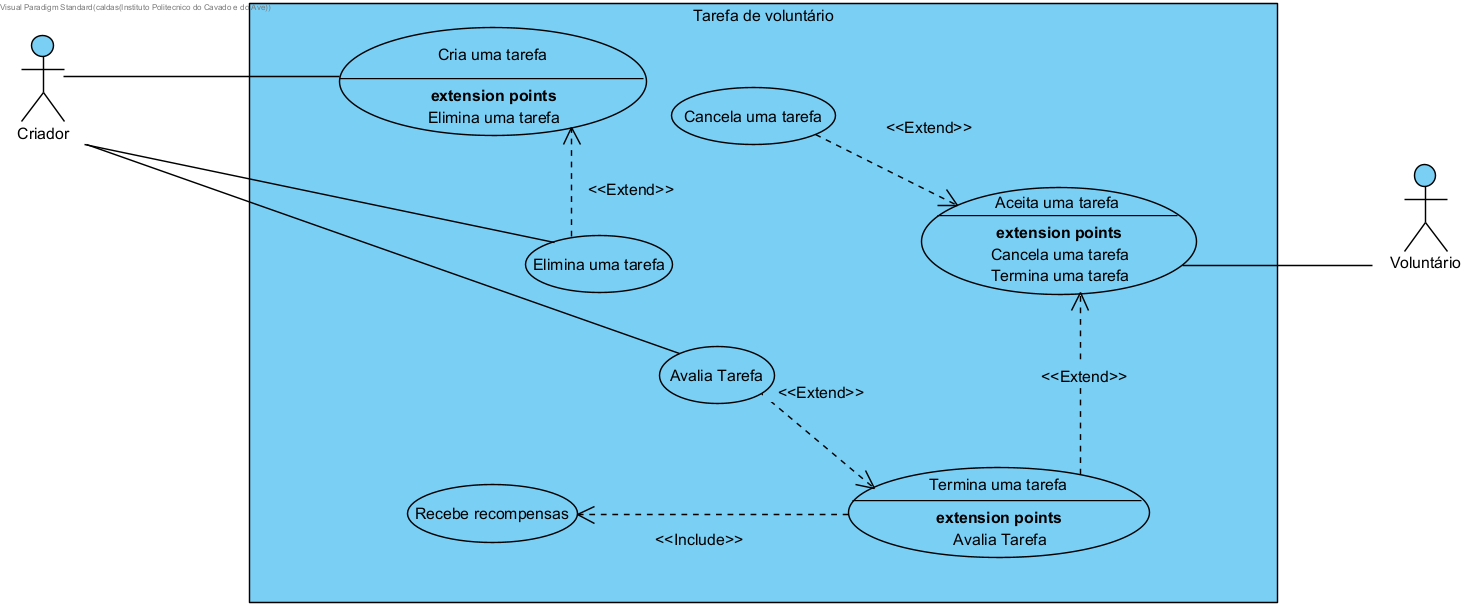 Visual Paradigm Standard(caldas(Instituto Politecnico do Cavado e do Ave))
Tarefa de voluntário
Cria uma tarefa
extension points
Elimina uma tarefa
Criador
Cancela uma tarefa
<<Extend>>
<<Extend>>
Aceita uma tarefa
extension points
Cancela uma tarefa
Termina uma tarefa
Voluntário
Elimina uma tarefa
Avalia Tarefa
<<Extend>>
<<Extend>>
Termina uma tarefa
extension points
Avalia Tarefa
Recebe recompensas
<<Include>>